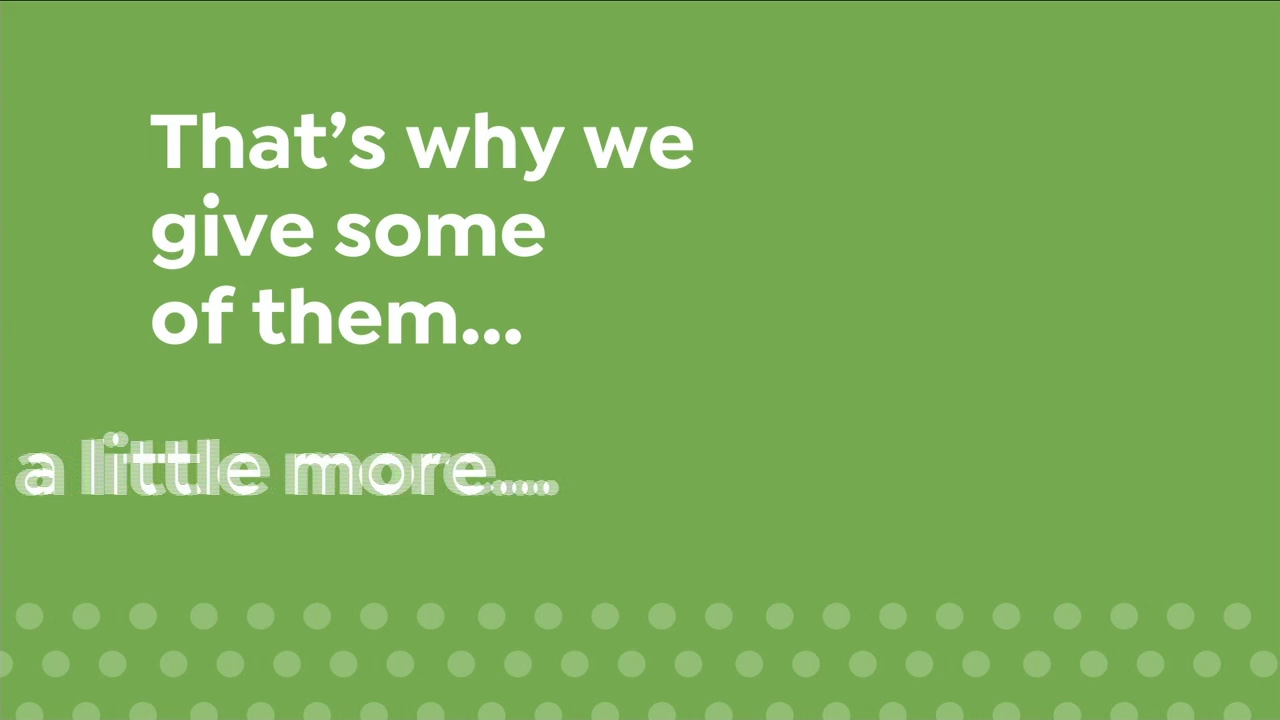 That’s why we
give some
of them...
a little more...